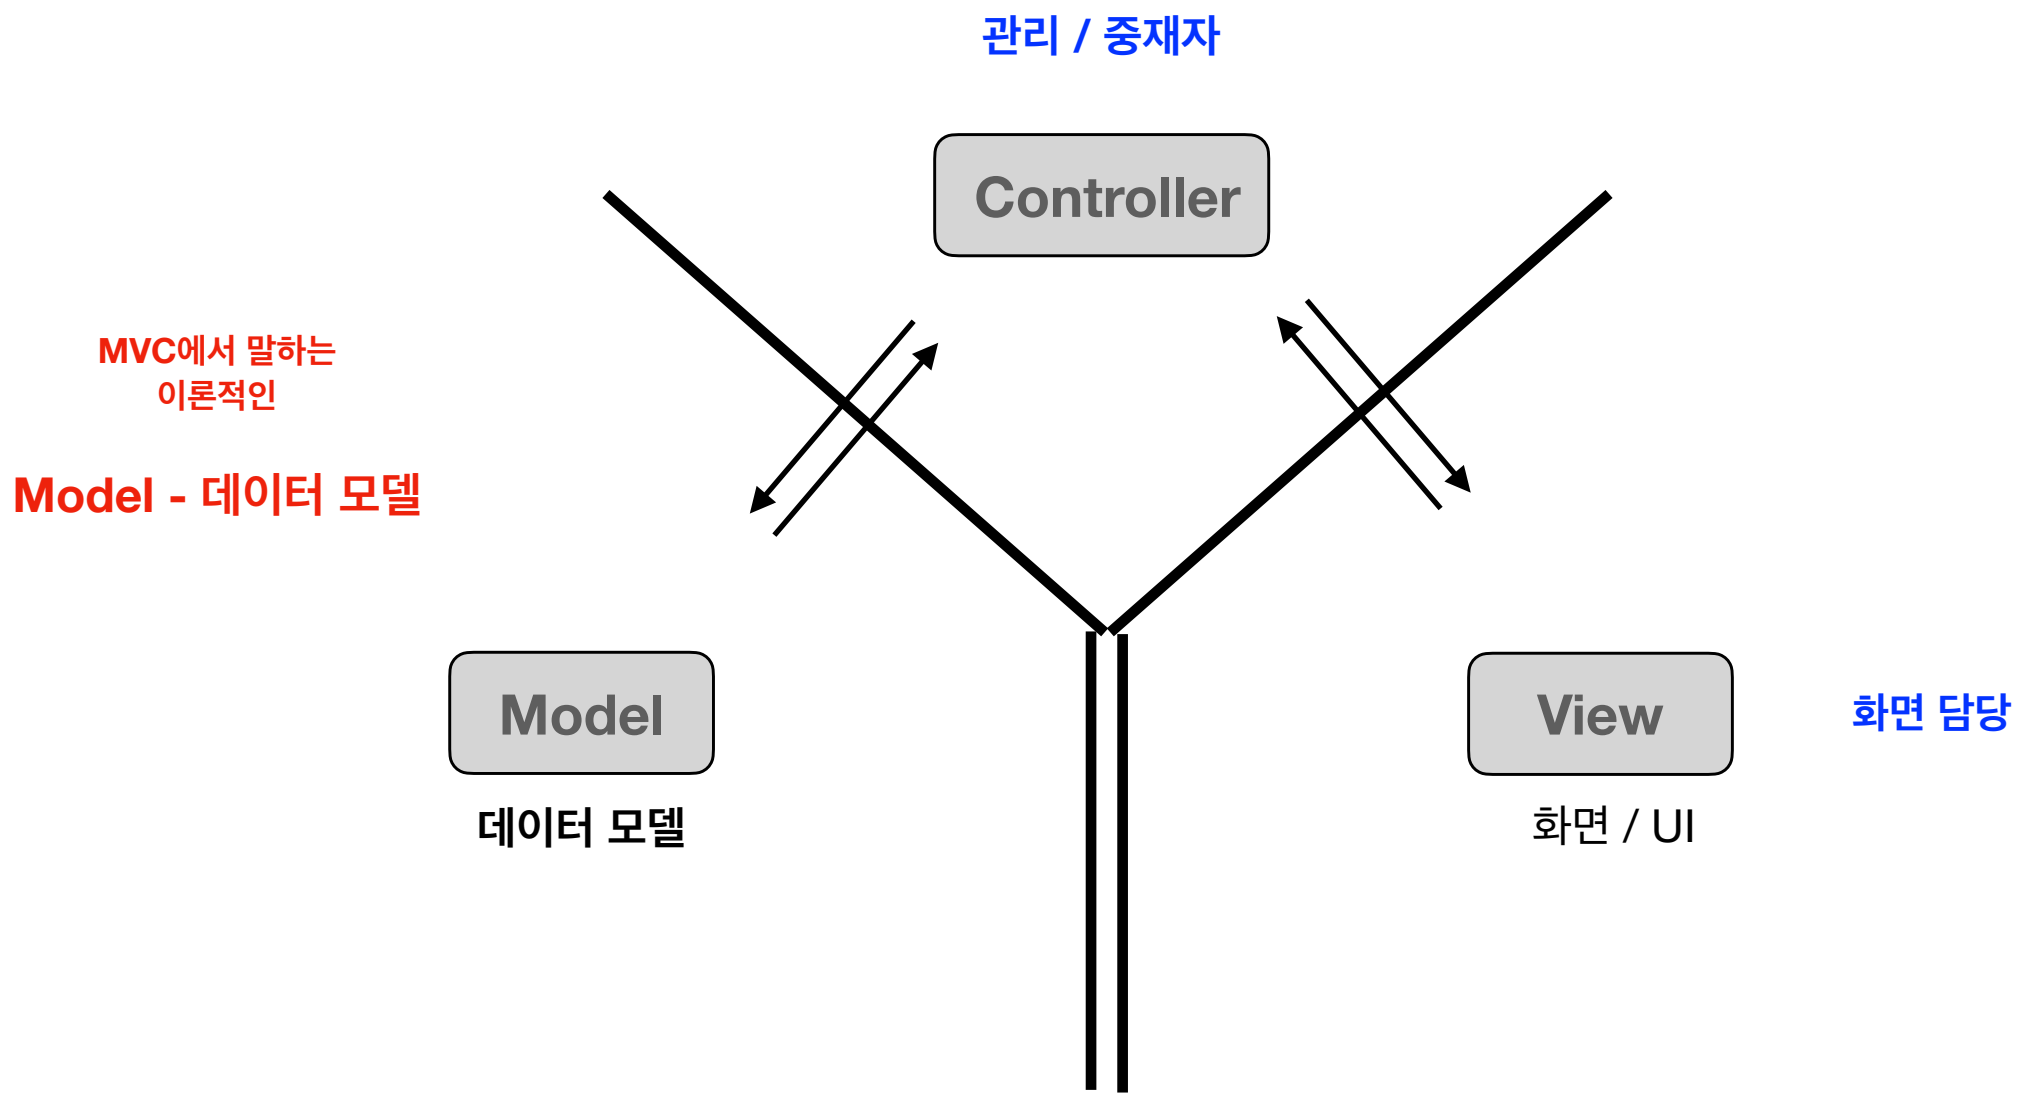 관리 / 중재자
Controller
MVC에서 말하는
이론적인
Model - 데이터 모델
Model
데이터 모델
View
화면 / UI
화면 담당